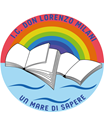 I.C. DON LORENZO MILANI
UN MARE DI SAPERE